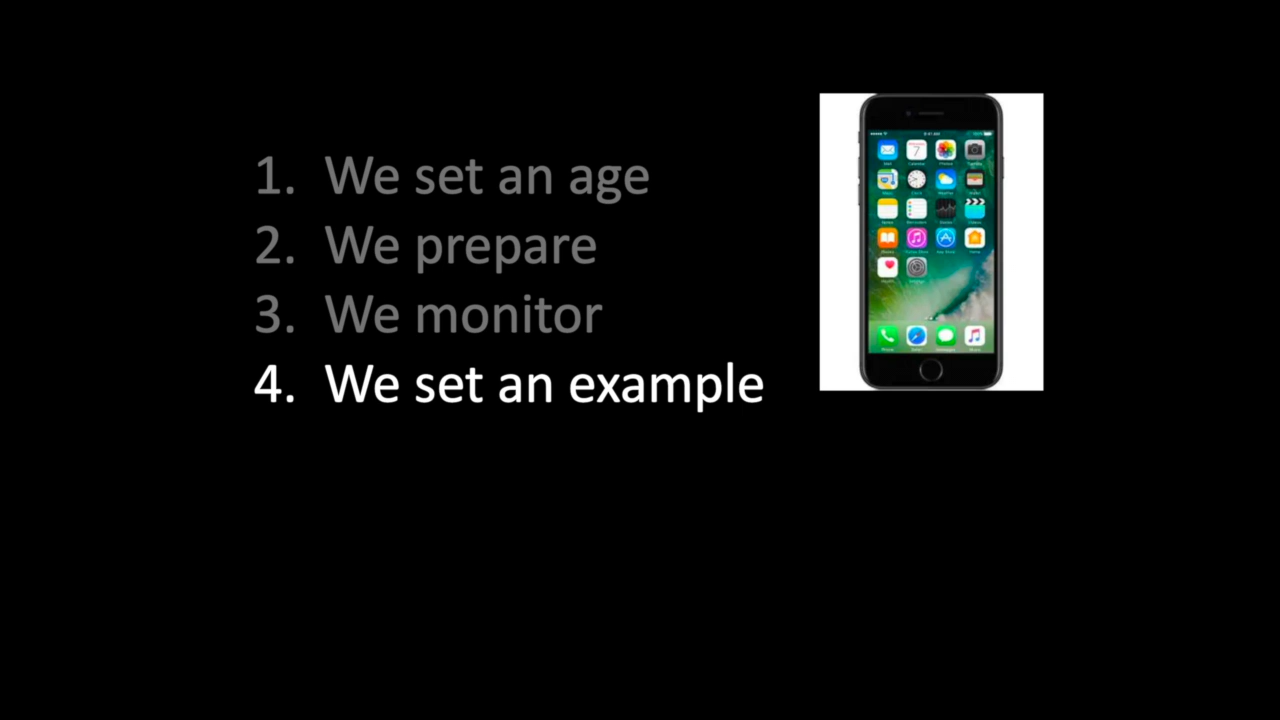 1. We set an age
2. We prepare
3. We monitor
4. We set an example